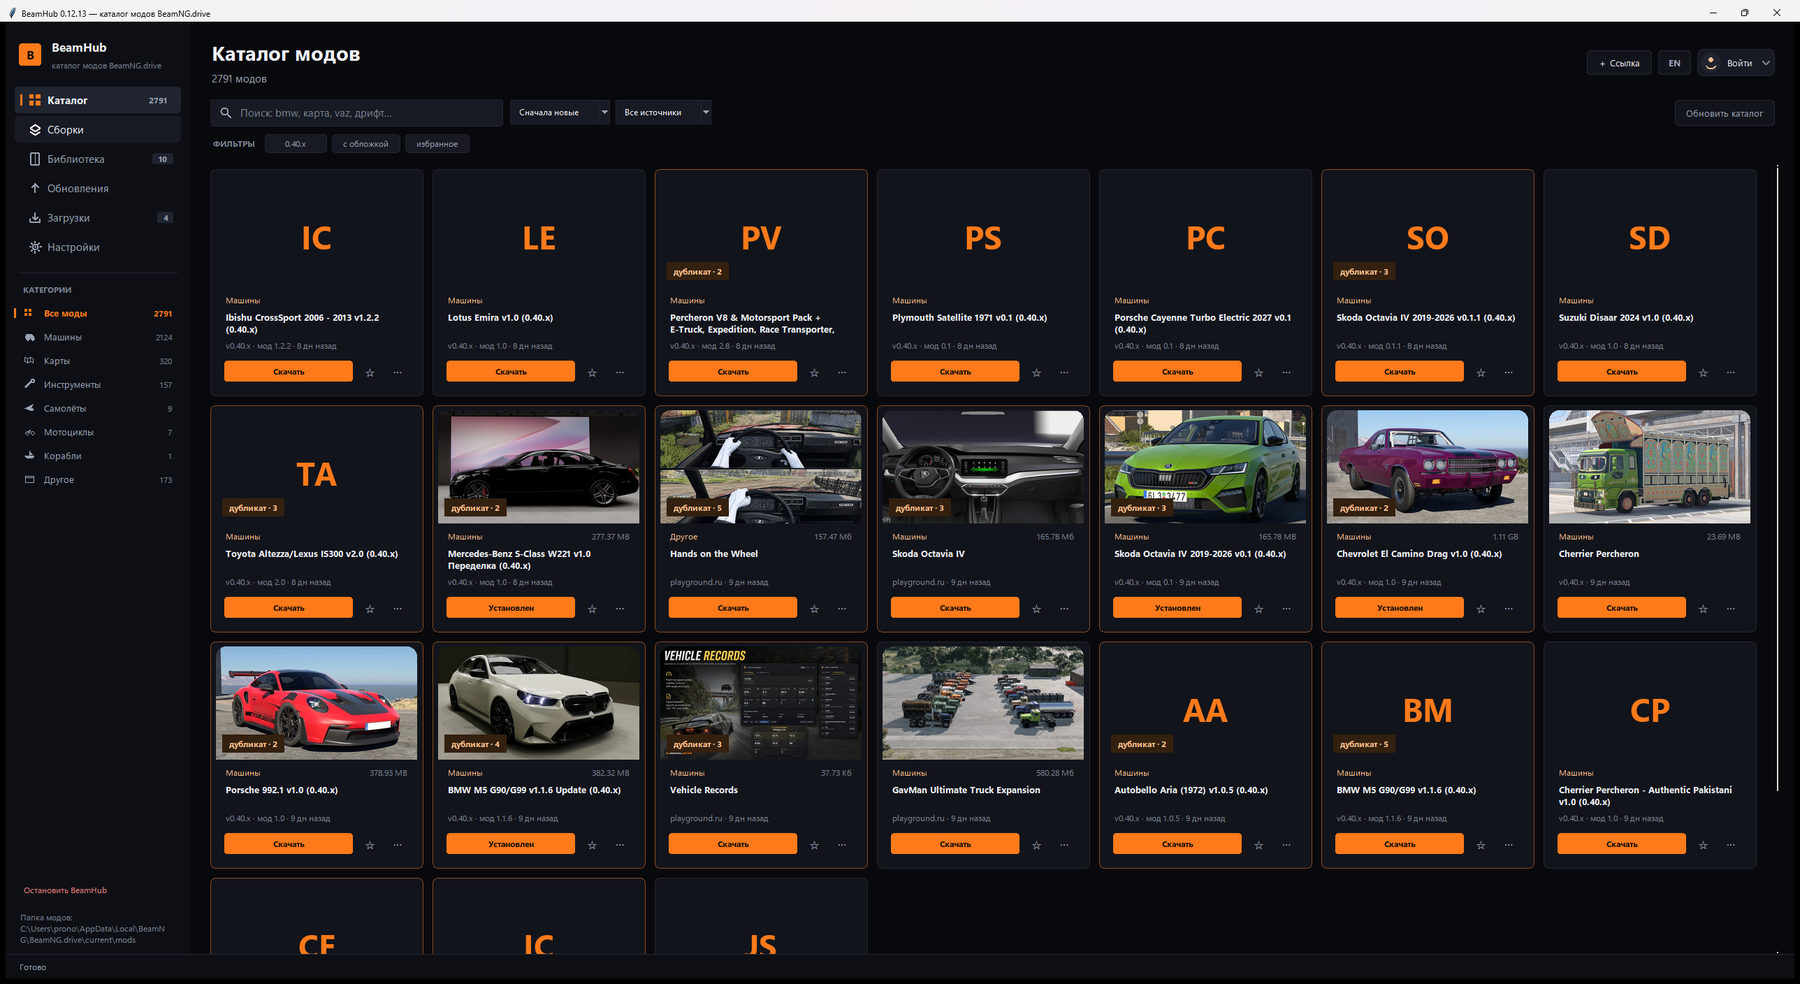 BeamHub 0.12.13 — каталог модов BeamNG.drive
B
BeamHub
каталог модов BeamNG.drive
Каталог 2791
Сборки
Библиотека 10
Обновления
Загрузки 4
Настройки
КАТЕГОРИИ
Все моды 2791
Машины 2124
Карты 320
Инструменты 157
Самолёты 9
Мотоциклы 7
Корабли 1
Другое 173
Остановить BeamHub
Папка модов:
C:\Users\prono\AppData\Local\BeamN
G\BeamNG.drive\current\mods
Готово
Каталог модов
2791 модов
+ Ссылка
EN
Войти
Поиск: bmw, карта, vaz, дрифт...
Сначала новые
Все источники
Обновить каталог
ФИЛЬТРЫ
0.40.x
с обложкой
избранное
IC
Машины
Ibishu CrossSport 2006 - 2013 v1.2.2
(0.40.x)
v0.40.x · мод 1.2.2 · 8 дн назад
Скачать
LE
Машины
Lotus Emira v1.0 (0.40.x)
v0.40.x · мод 1.0 · 8 дн назад
Скачать
PV
дубликат · 2
Машины
Percheron V8 & Motorsport Pack +
E-Truck, Expedition, Race Transporter,
v0.40.x · мод 2.8 · 8 дн назад
Скачать
PS
Машины
Plymouth Satellite 1971 v0.1 (0.40.x)
v0.40.x · мод 0.1 · 8 дн назад
Скачать
PC
Машины
Porsche Cayenne Turbo Electric 2027 v0.1
(0.40.x)
v0.40.x · мод 0.1 · 8 дн назад
Скачать
SO
дубликат · 3
Машины
Skoda Octavia IV 2019-2026 v0.1.1 (0.40.x)
v0.40.x · мод 0.1.1 · 8 дн назад
Скачать
SD
Машины
Suzuki Disaar 2024 v1.0 (0.40.x)
v0.40.x · мод 1.0 · 8 дн назад
Скачать
TA
дубликат · 3
Машины
Toyota Altezza/Lexus IS300 v2.0 (0.40.x)
v0.40.x · мод 2.0 · 8 дн назад
Скачать
дубликат · 2
Машины 277.37 MB
Mercedes-Benz S-Class W221 v1.0
Переделка (0.40.x)
v0.40.x · мод 1.0 · 8 дн назад
Установлен
дубликат · 5
Другое 157.47 Мб
Hands on the Wheel
playground.ru · 9 дн назад
Скачать
дубликат · 3
Машины 165.78 Мб
Skoda Octavia IV
playground.ru · 9 дн назад
Скачать
дубликат · 3
Машины 165.78 MB
Skoda Octavia IV 2019-2026 v0.1 (0.40.x)
v0.40.x · мод 0.1 · 9 дн назад
Установлен
дубликат · 2
Машины 1.11 GB
Chevrolet El Camino Drag v1.0 (0.40.x)
v0.40.x · мод 1.0 · 9 дн назад
Установлен
Машины 23.69 MB
Cherrier Percheron
v0.40.x · мод 1.0 · 9 дн назад
Скачать
дубликат · 2
Машины 378.93 MB
Porsche 992.1 v1.0 (0.40.x)
v0.40.x · мод 1.0 · 9 дн назад
Скачать
дубликат · 4
Машины 382.32 MB
BMW M5 G90/G99 v1.1.6 Update (0.40.x)
v0.40.x · мод 1.1.6 · 9 дн назад
Установлен
VEHICLE RECORDS
дубликат · 3
Машины 37.73 Кб
Vehicle Records
playground.ru · 9 дн назад
Скачать
Машины 580.28 Мб
GavMan Ultimate Truck Expansion
playground.ru · 9 дн назад
Скачать
AA
дубликат · 2
Машины
Autobello Aria (1972) v1.0.5 (0.40.x)
v0.40.x · мод 1.0.5 · 9 дн назад
Скачать
BM
дубликат · 5
Машины
BMW M5 G90/G99 v1.1.6 (0.40.x)
v0.40.x · мод 1.1.6 · 9 дн назад
Скачать
CP
Машины
Cherrier Percheron - Authentic Pakistani
v1.0 (0.40.x)
v0.40.x · мод 1.0 · 9 дн назад
Скачать
IC
JS